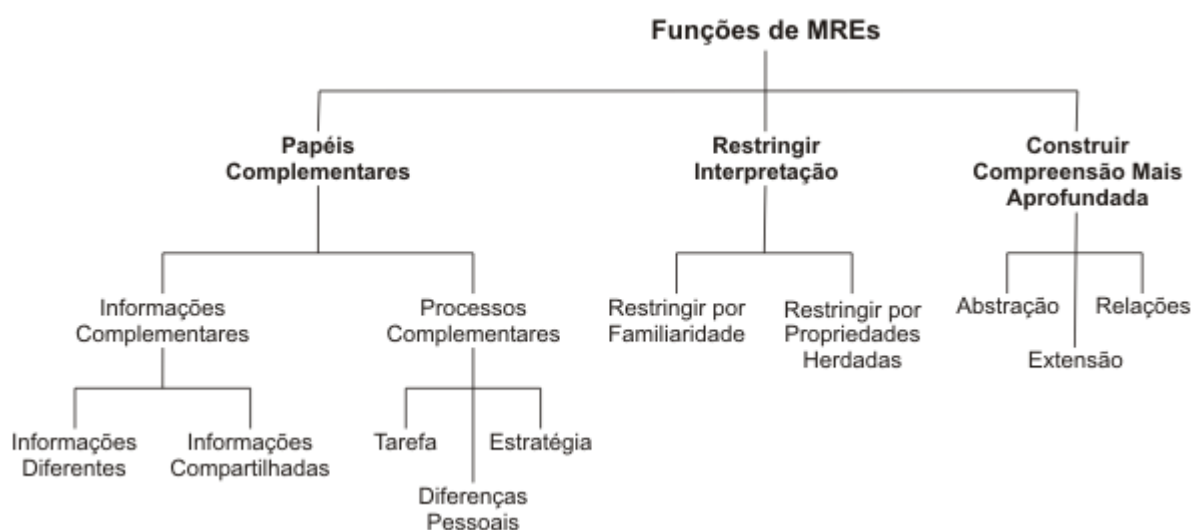 Funções de MREs
Papéis
Complementares
Restringir
Interpretação
Construir
Compreensão Mais
Aprofundada
Informações
Complementares
Processos
Complementares
Restringir por
Familiaridade
Restringir por
Propriedades
Herdadas
Abstração
Relações
Extensão
Informações
Diferentes
Informações
Compartilhadas
Tarefa
Estratégia
Diferenças
Pessoais